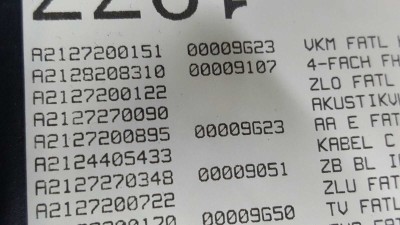 A2127200151 00009G23 VKM FATL
A2128208310 00009107 4-FACH FH
A2127200122 ZLO FATL
A2127270090 AKUSTIKV
A2127200895 00009G23 AA E FAT
A2124405433 KABEL C
A2127270348 00009051 ZB BL I
A2127200722 ZLU FAT
00009G50 TV FATL